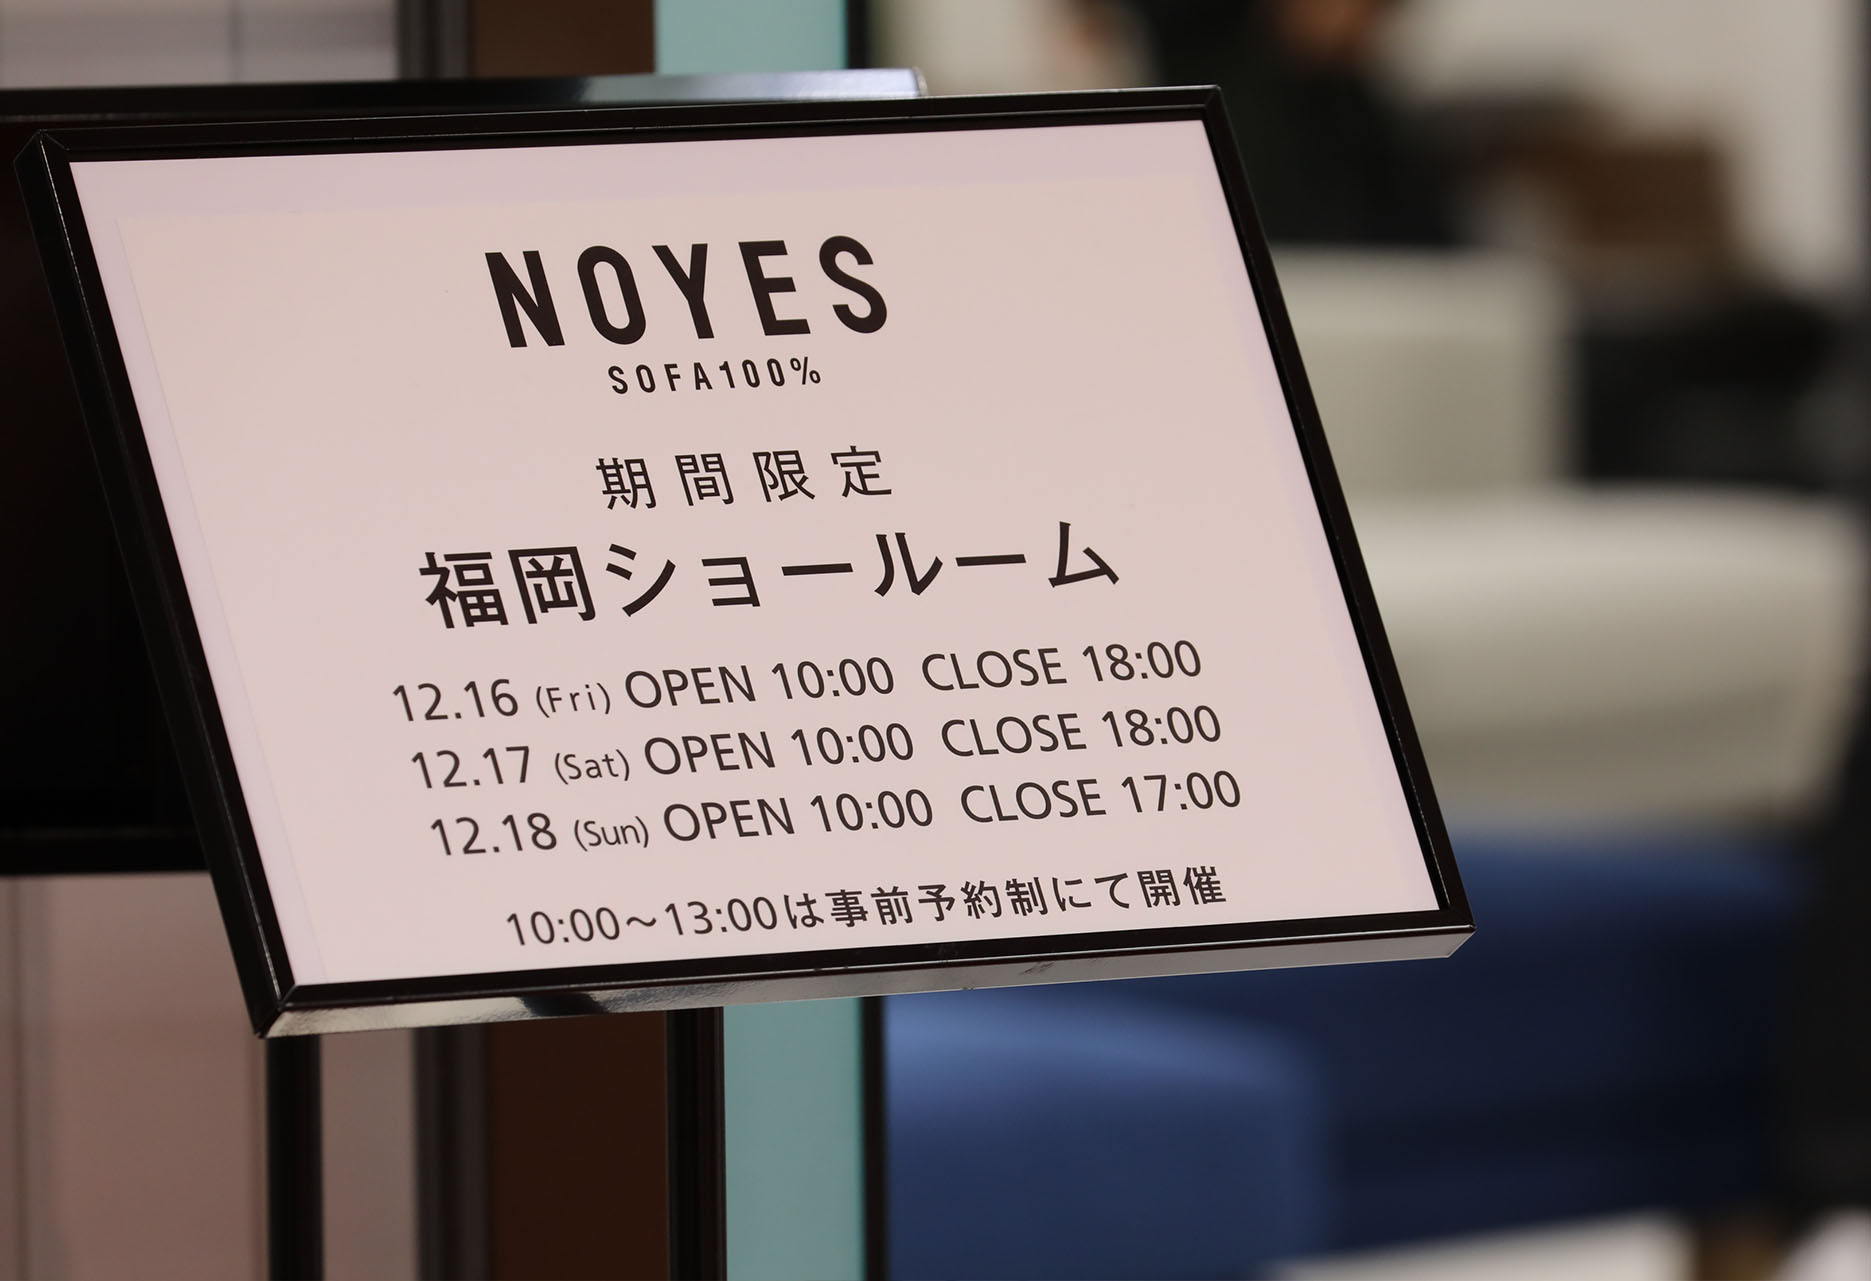 NOYES
SOFA100%
期間限定
福岡ショールーム
12.16 (Fri) OPEN 10:00 CLOSE 18:00
12.17 (Sat) OPEN 10:00 CLOSE 18:00
12.18 (Sun) OPEN 10:00 CLOSE 17:00
10:00～13:00は事前予約制にて開催